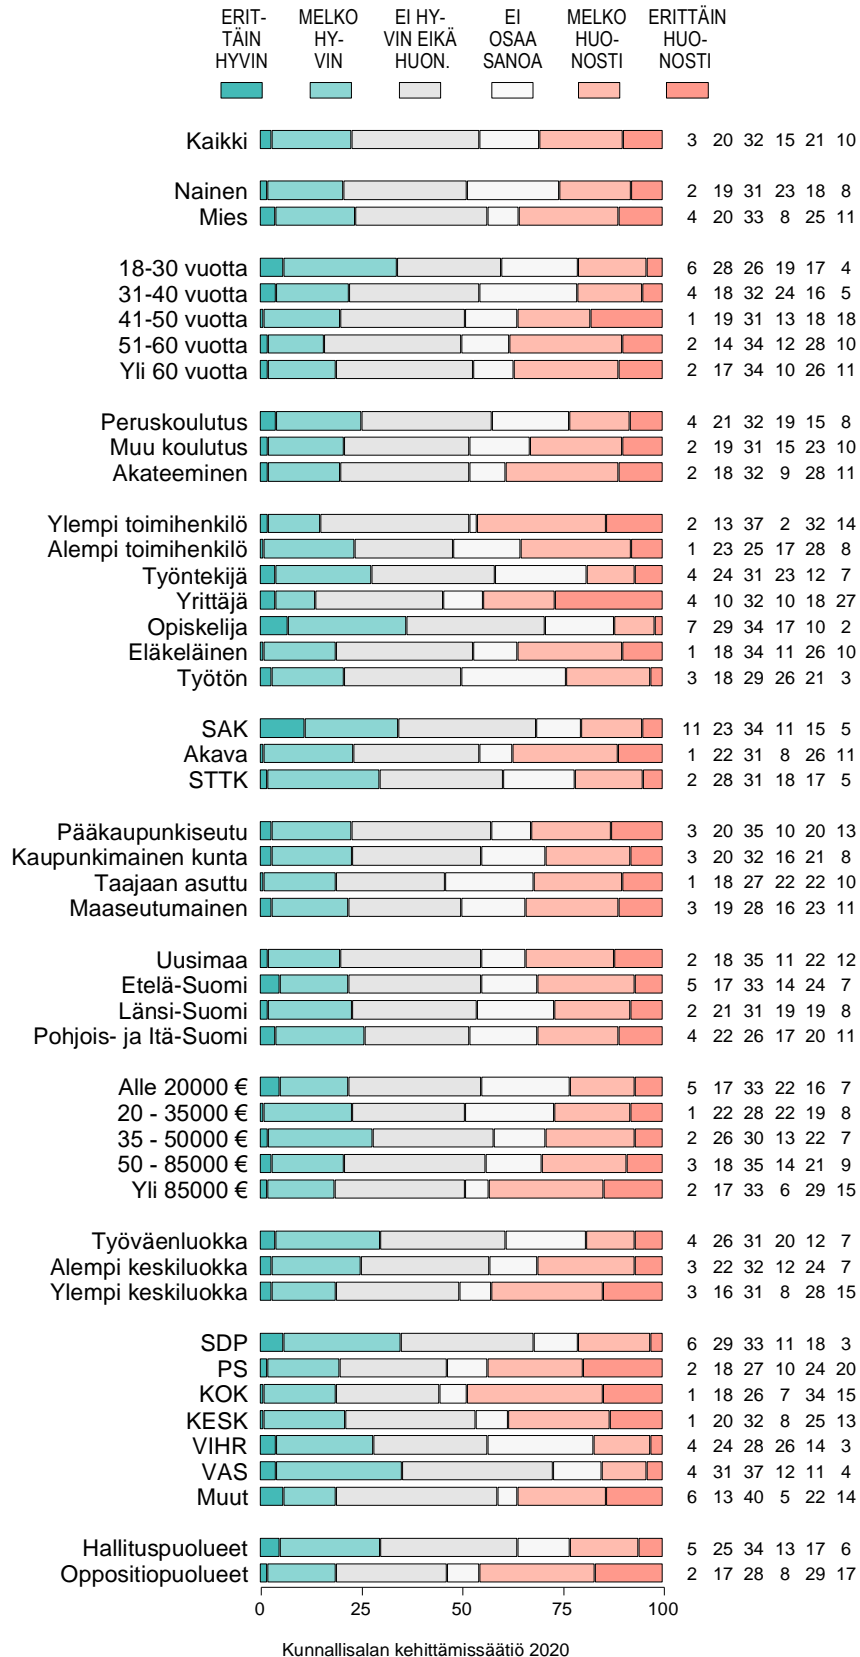 ERIT- MELKO EI HY- EI MELKO ERITTÄIN
TÄIN HY- VIN EIKÄ OSAA HUO- HUO-
HYVIN VIN HUON. SANOA NOSTI NOSTI
Kaikki 3 20 32 15 21 10
Nainen 2 19 31 23 18 8
Mies 4 20 33 8 25 11
18-30 vuotta 6 28 26 19 17 4
31-40 vuotta 4 18 32 24 16 5
41-50 vuotta 1 19 31 13 18 18
51-60 vuotta 2 14 34 12 28 10
Yli 60 vuotta 2 17 34 10 26 11
Peruskoulutus 4 21 32 19 15 8
Muu koulutus 2 19 31 15 23 10
Akateeminen 2 18 32 9 28 11
Ylempi toimihenkilö 2 13 37 2 32 14
Alempi toimihenkilö 1 23 25 17 28 8
Työntekijä 4 24 31 23 12 7
Yrittäjä 4 10 32 10 18 27
Opiskelija 7 29 34 17 10 2
Eläkeläinen 1 18 34 11 26 10
Työtön 3 18 29 26 21 3
SAK 11 23 34 11 15 5
Akava 1 22 31 8 26 11
STTK 2 28 31 18 17 5
Pääkaupunkiseutu 3 20 35 10 20 13
Kaupunkimainen kunta 3 20 32 16 21 8
Taajaan asuttu 1 18 27 22 22 10
Maaseutumainen 3 19 28 16 23 11
Uusimaa 2 18 35 11 22 12
Etelä-Suomi 5 17 33 14 24 7
Länsi-Suomi 2 21 31 19 19 8
Pohjois- ja Itä-Suomi 4 22 26 17 20 11
Alle 20000 € 5 17 33 22 16 7
20 - 35000 € 1 22 28 22 19 8
35 - 50000 € 2 26 30 13 22 7
50 - 85000 € 3 18 35 14 21 9
Yli 85000 € 2 17 33 6 29 15
Työväenluokka 4 26 31 20 12 7
Alempi keskiluokka 3 22 32 12 24 7
Ylempi keskiluokka 3 16 31 8 28 15
SDP 6 29 33 11 18 3
PS 2 18 27 10 24 20
KOK 1 18 26 7 34 15
KESK 1 20 32 8 25 13
VIHR 4 24 28 26 14 3
VAS 4 31 37 12 11 4
Muut 6 13 40 5 22 14
Hallituspuolueet 5 25 34 13 17 6
Oppositiopuolueet 2 17 28 8 29 17
0 25 50 75 100
Kunnallisalan kehittämissäätiö 2020